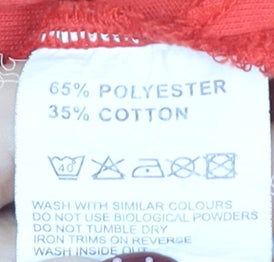 65% POLYESTER
35% COTTON
40
WASH WITH SIMILAR COLOURS
DO NOT USE BIOLOGICAL POWDERS
DO NOT TUMBLE DRY
IRON TRIMS ON REVERSE
WASH INSIDE OUT